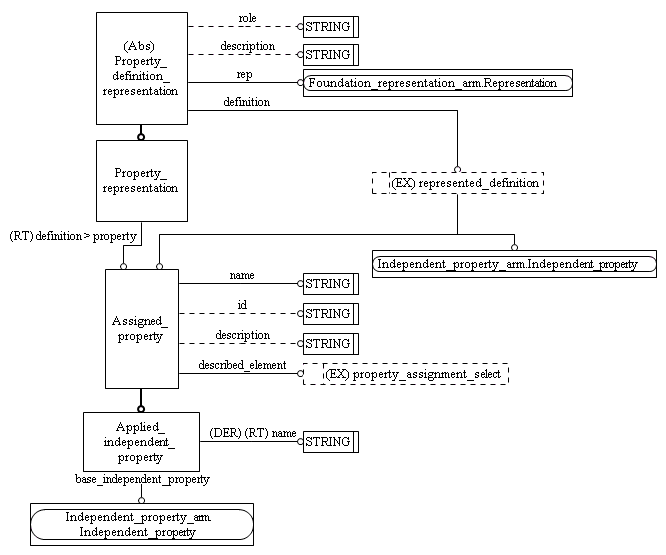 role
STRING
(Abs)
Property_
definition_
representation
description
STRING
rep
Foundation_representation_arm.Representation
definition
Property_
representation
(EX) represented_definition
(RT) definition > property
Independent_property_arm.Independent_property
name
STRING
id
STRING
Assigned_
property
description
STRING
described_element
(EX) property_assignment_select
Applied_
independent_
property
(DER) (RT) name
STRING
base_independent_property
Independent_property_arm.
Independent_property